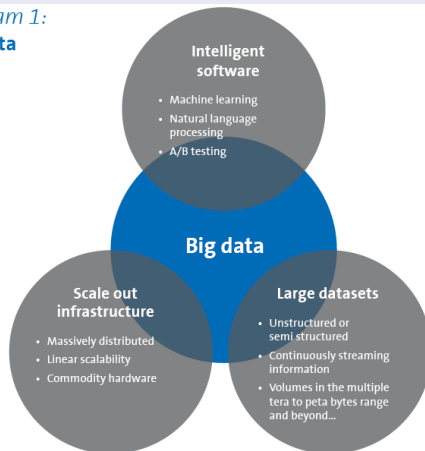 am 1:
ta
Intelligent
software
• Machine learning
• Natural language
processing
• A/B testing
Big data
Scale out
infrastructure
• Massively distributed
• Linear scalability
• Commodity hardware
Large datasets
• Unstructured or
semi structured
• Continuously streaming
information
• Volumes in the multiple
tera to peta bytes range
and beyond...